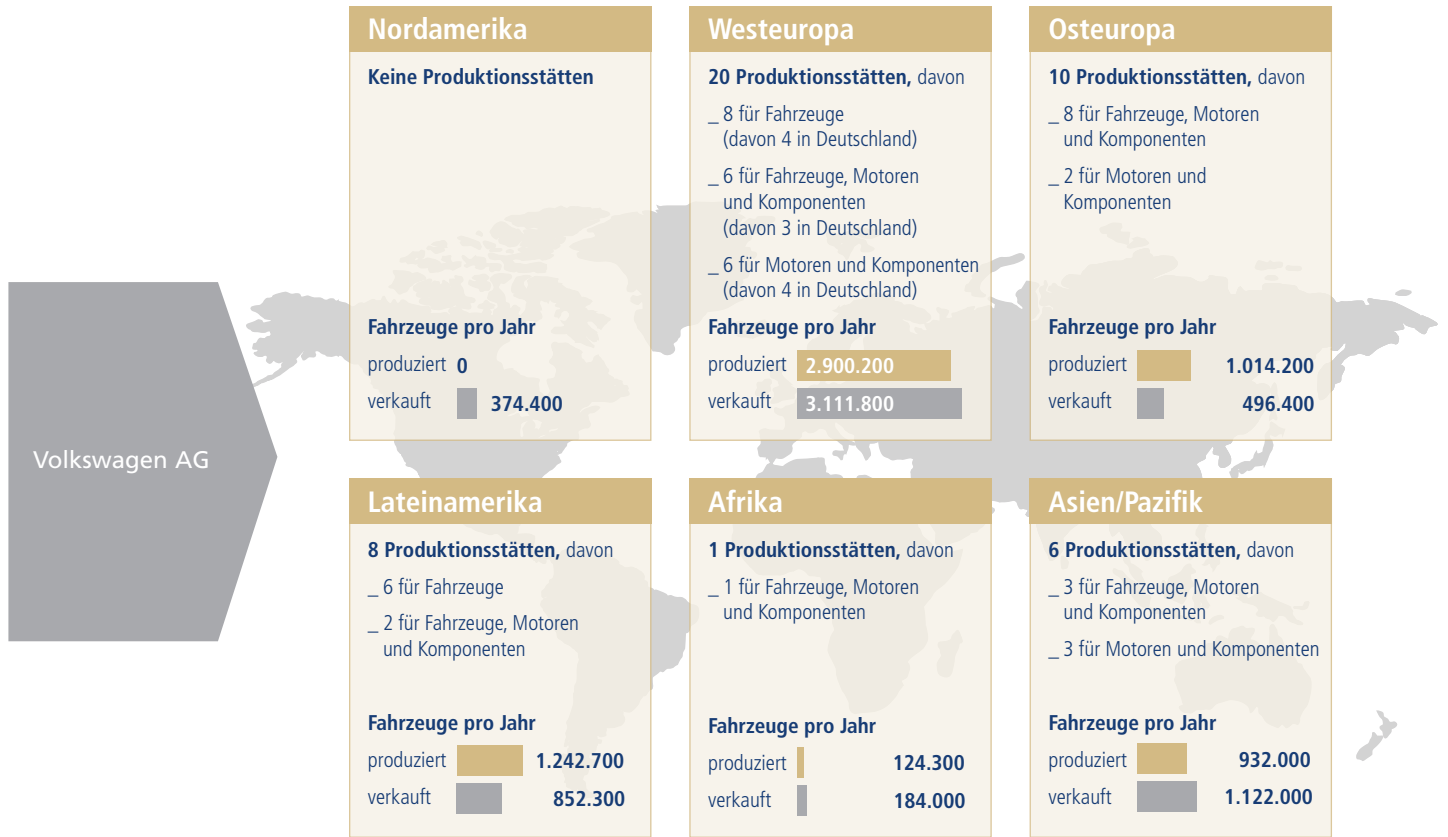 Volkswagen AG
Nordamerika
Keine Produktionsstätten
Fahrzeuge pro Jahr
produziert 0
verkauft 374.400
Westeuropa
20 Produktionsstätten, davon
_ 8 für Fahrzeuge
(davon 4 in Deutschland)
_ 6 für Fahrzeuge, Motoren
und Komponenten
(davon 3 in Deutschland)
_ 6 für Motoren und Komponenten
(davon 4 in Deutschland)
Fahrzeuge pro Jahr
produziert 2.900.200
verkauft 3.111.800
Osteuropa
10 Produktionsstätten, davon
_ 8 für Fahrzeuge, Motoren
und Komponenten
_ 2 für Motoren und
Komponenten
Fahrzeuge pro Jahr
produziert 1.014.200
verkauft 496.400
Lateinamerika
8 Produktionsstätten, davon
_ 6 für Fahrzeuge
_ 2 für Fahrzeuge, Motoren
und Komponenten
Fahrzeuge pro Jahr
produziert 1.242.700
verkauft 852.300
Afrika
1 Produktionsstätten, davon
_ 1 für Fahrzeuge, Motoren
und Komponenten
Fahrzeuge pro Jahr
produziert 124.300
verkauft 184.000
Asien/Pazifik
6 Produktionsstätten, davon
_ 3 für Fahrzeuge, Motoren
und Komponenten
_ 3 für Motoren und Komponenten
Fahrzeuge pro Jahr
produziert 932.000
verkauft 1.122.000